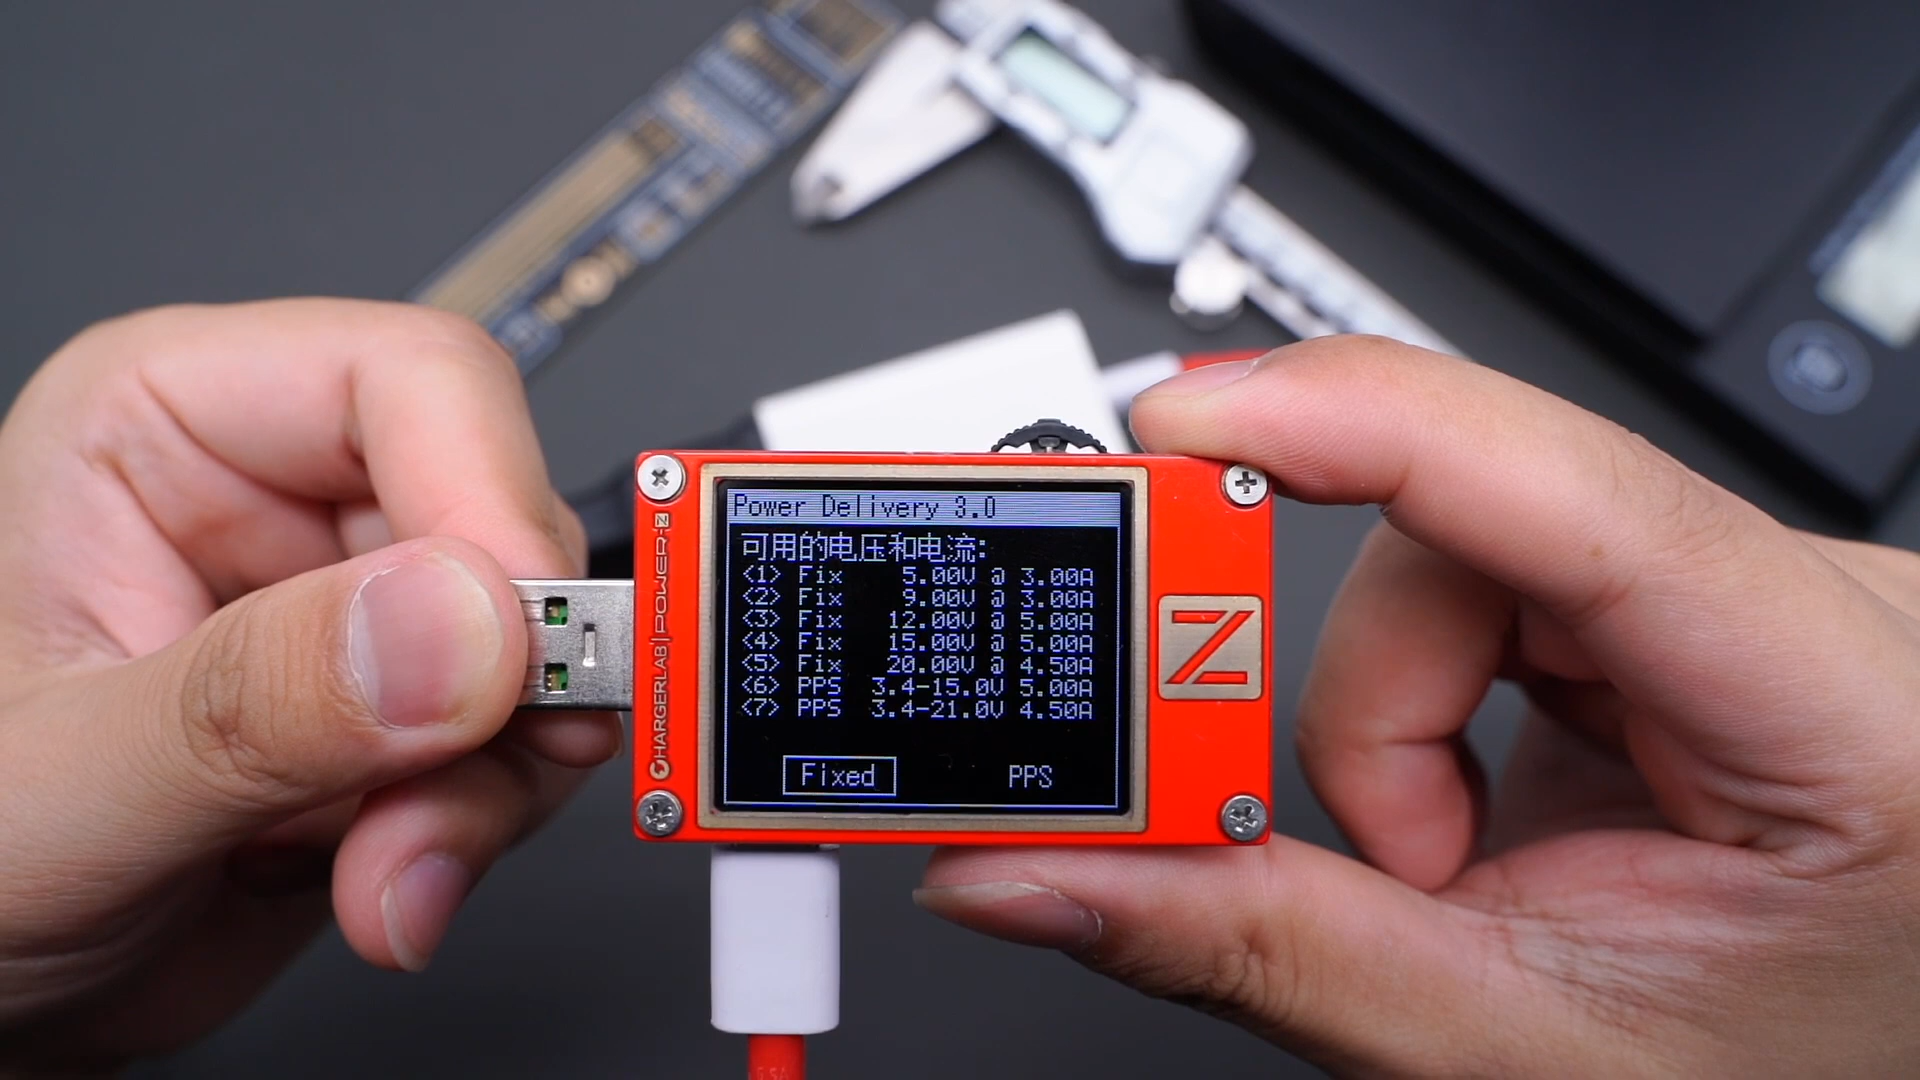 Power Delivery 3.0
可用的电压和电流:
<1> Fix 5.00V @ 3.00A
<2> Fix 9.00V @ 3.00A
<3> Fix 12.00V @ 5.00A
<4> Fix 15.00V @ 5.00A
<5> Fix 20.00V @ 4.50A
<6> PPS 3.4-15.0V 5.00A
<7> PPS 3.4-21.0V 4.50A
Fixed PPS
CHARGERLAB | POWER-Z
Z